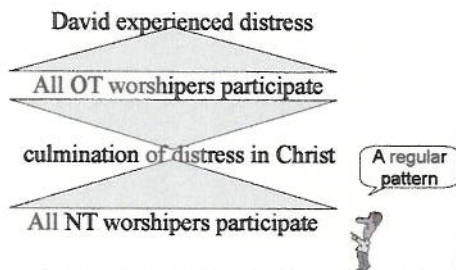 David experienced distress
All OT worshipers participate
culmination of distress in Christ
A regular
pattern
All NT worshipers participate